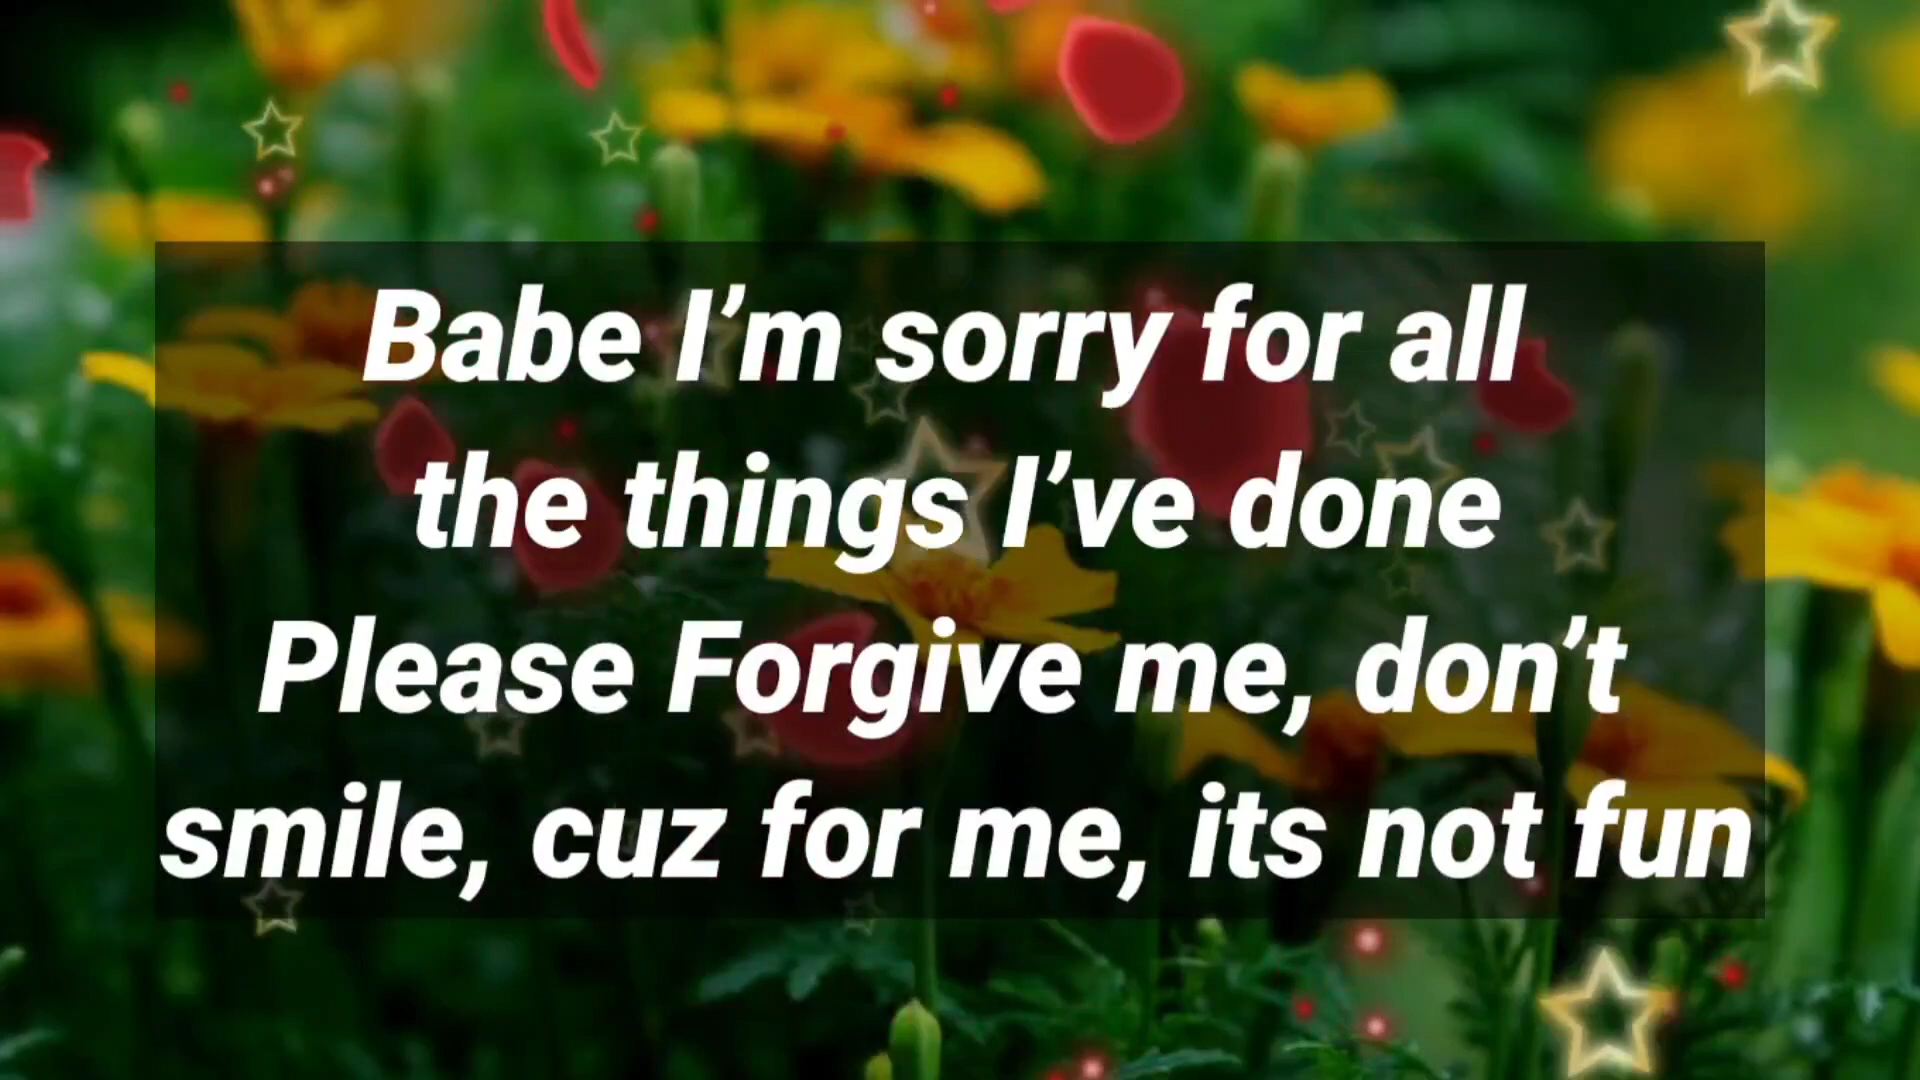 Babe I’m sorry for all
the things I’ve done
Please Forgive me, don’t
smile, cuz for me, its not fun